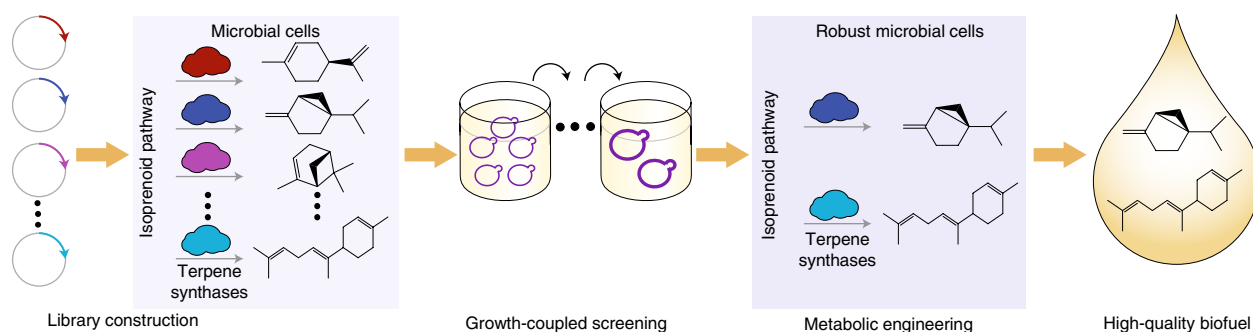 Microbial cells
Isoprenoid pathway
Terpene
synthases
Robust microbial cells
Isoprenoid pathway
Terpene
synthases
Library construction
Growth-coupled screening
Metabolic engineering
High-quality biofuel